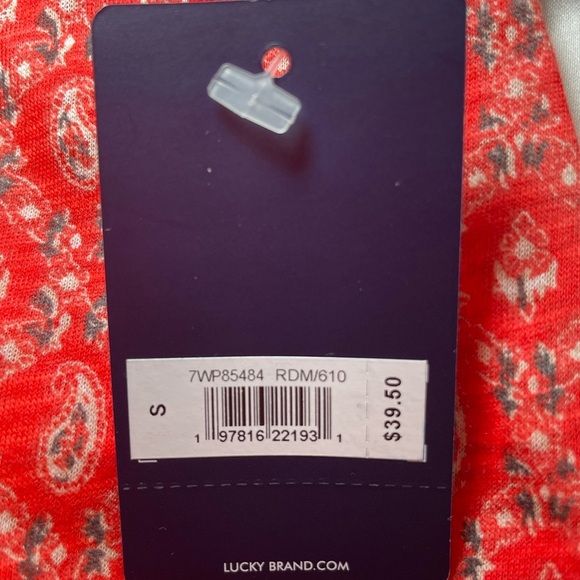 7WP85484 RDM/610
S
1 97816 22193 1
$39.50
LUCKY BRAND.COM